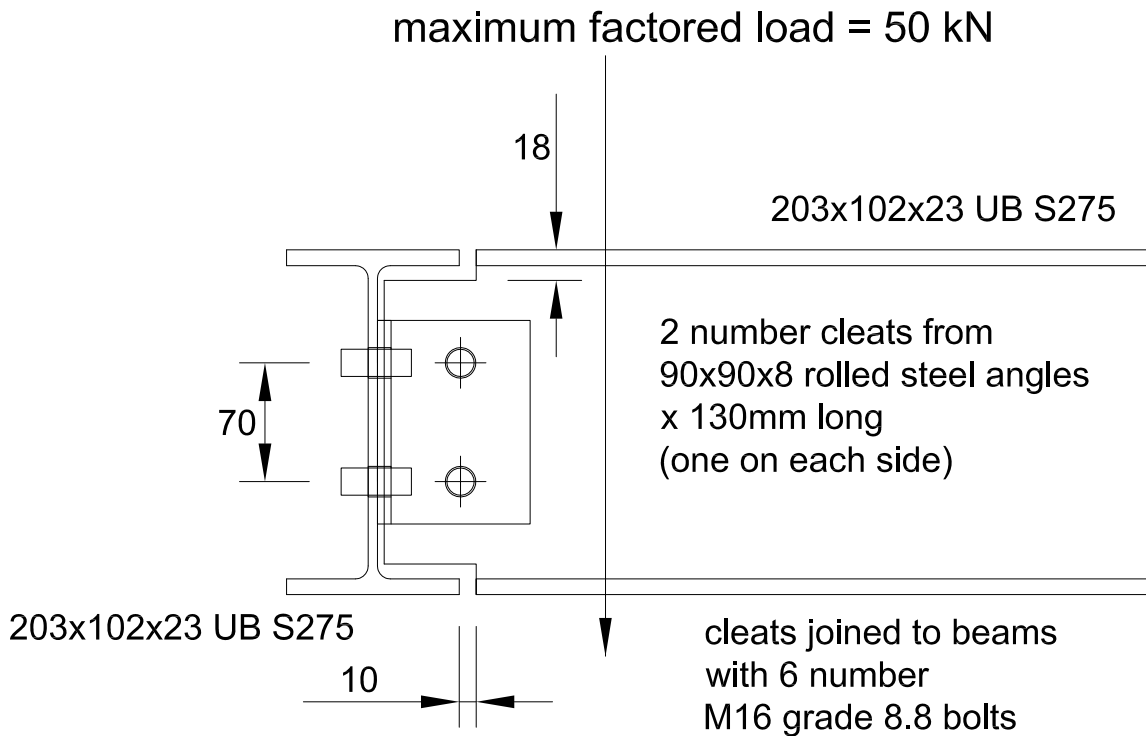 maximum factored load = 50 kN
18
203x102x23 UB S275
2 number cleats from
90x90x8 rolled steel angles
x 130mm long
(one on each side)
70
203x102x23 UB S275
10
cleats joined to beams
with 6 number
M16 grade 8.8 bolts